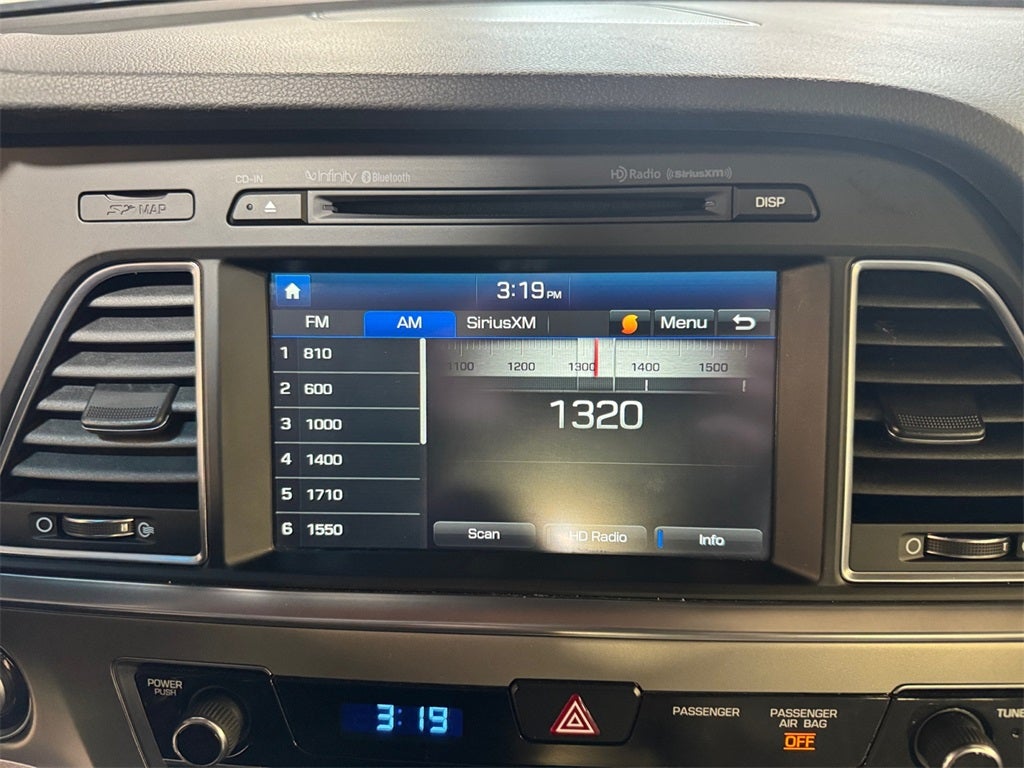 CD-IN
Infinity Bluetooth
HD Radio ((SiriusXM))
SD MAP
DISP
3:19 PM
FM AM SiriusXM Menu
1 810
2 600
3 1000
4 1400
5 1710
6 1550
1100 1200 1300 1400 1500
1320
Scan HD Radio Info
POWER
PUSH
3:19
PASSENGER
PASSENGER
AIR BAG
OFF
TUNE